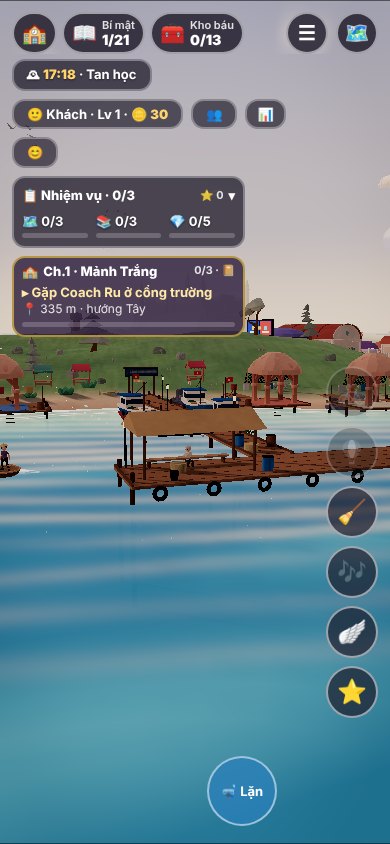 Bí mật
1/21
Kho báu
0/13
17:18 · Tan học
Khách · Lv 1 · 30
Nhiệm vụ · 0/3
0 ▾
0/3
0/3
0/5
Ch.1 · Mảnh Trắng
0/3 ·
▸ Gặp Coach Ru ở cổng trường
335 m · hướng Tây
Lặn